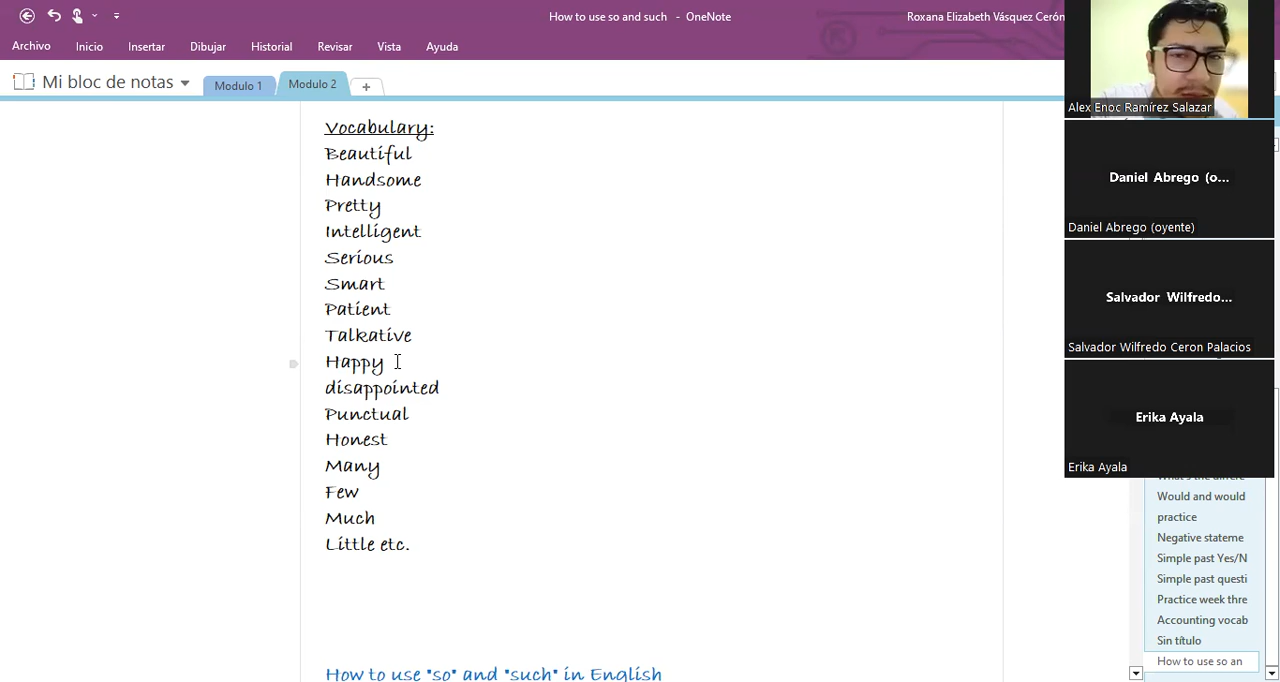 How to use so and such - OneNote
Roxana Elizabeth Vásquez Cerón
Archivo Inicio Insertar Dibujar Historial Revisar Vista Ayuda
Mi bloc de notas Modulo 1 Modulo 2 +
Vocabulary:
Beautiful
Handsome
Pretty
Intelligent
Serious
Smart
Patient
Talkative
Happy
disappointed
Punctual
Honest
Many
Few
Much
Little etc.
How to use "so" and "such" in English
Alex Enoc Ramírez Salazar
Daniel Abrego (o...
Daniel Abrego (oyente)
Salvador Wilfredo...
Salvador Wilfredo Ceron Palacios
Erika Ayala
Erika Ayala
What's the differe
Would and would
practice
Negative stateme
Simple past Yes/N
Simple past questi
Practice week thre
Accounting vocab
Sin título
How to use so an